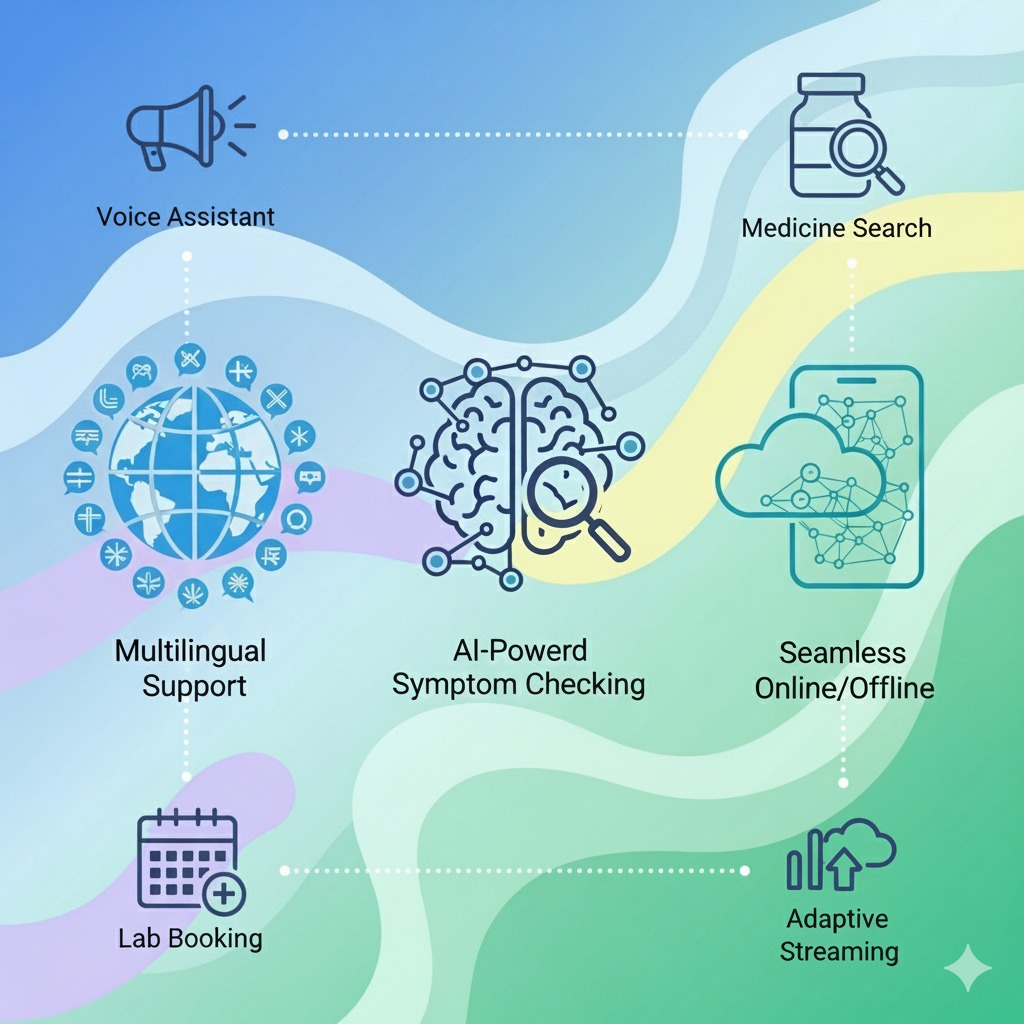 Voice Assistant
Medicine Search
Multilingual
Support
AI-Powerd
Symptom Checking
Seamless
Online/Offline
Lab Booking
Adaptive
Streaming